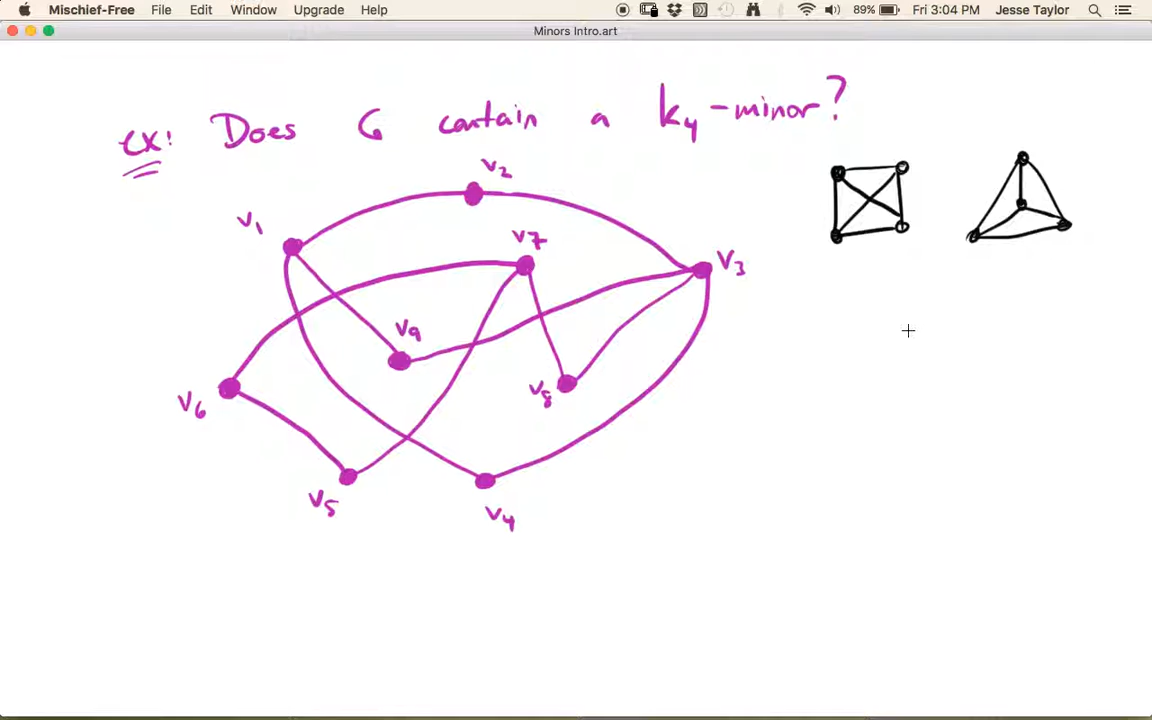 Mischief-Free File Edit Window Upgrade Help 89% Fri 3:04 PM Jesse Taylor
Minors Intro.art
ex: Does G contain a k4-minor?
v2
v1
v7
v3
v9
v8
v6
v5
v4